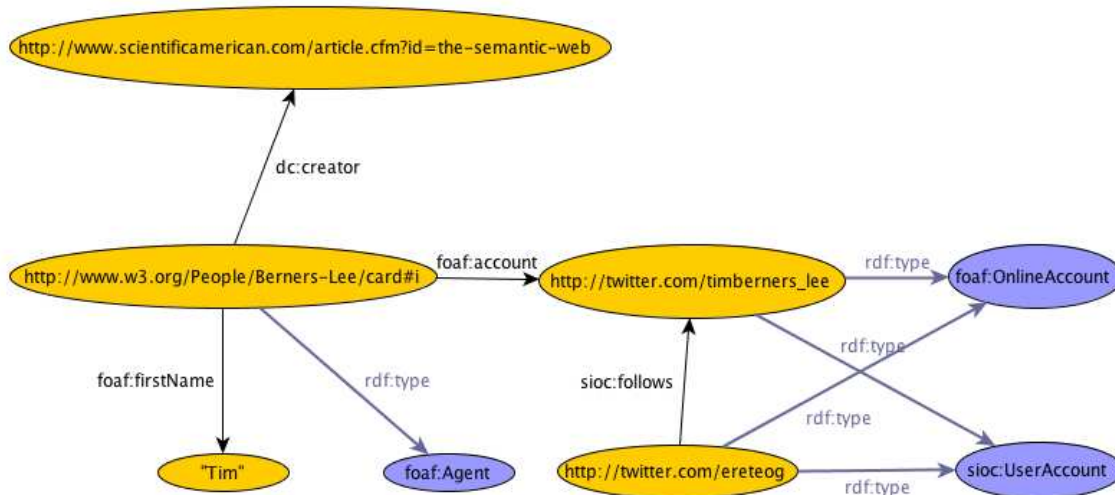 http://www.scientificamerican.com/article.cfm?id=the-semantic-web
dc:creator
http://www.w3.org/People/Berners-Lee/card#i
foaf:account
http://twitter.com/timberners_lee
rdf:type
foaf:OnlineAccount
foaf:firstName
rdf:type
sioc:follows
rdf:type
rdf:type
"Tim"
foaf:Agent
http://twitter.com/ereteog
rdf:type
sioc:UserAccount